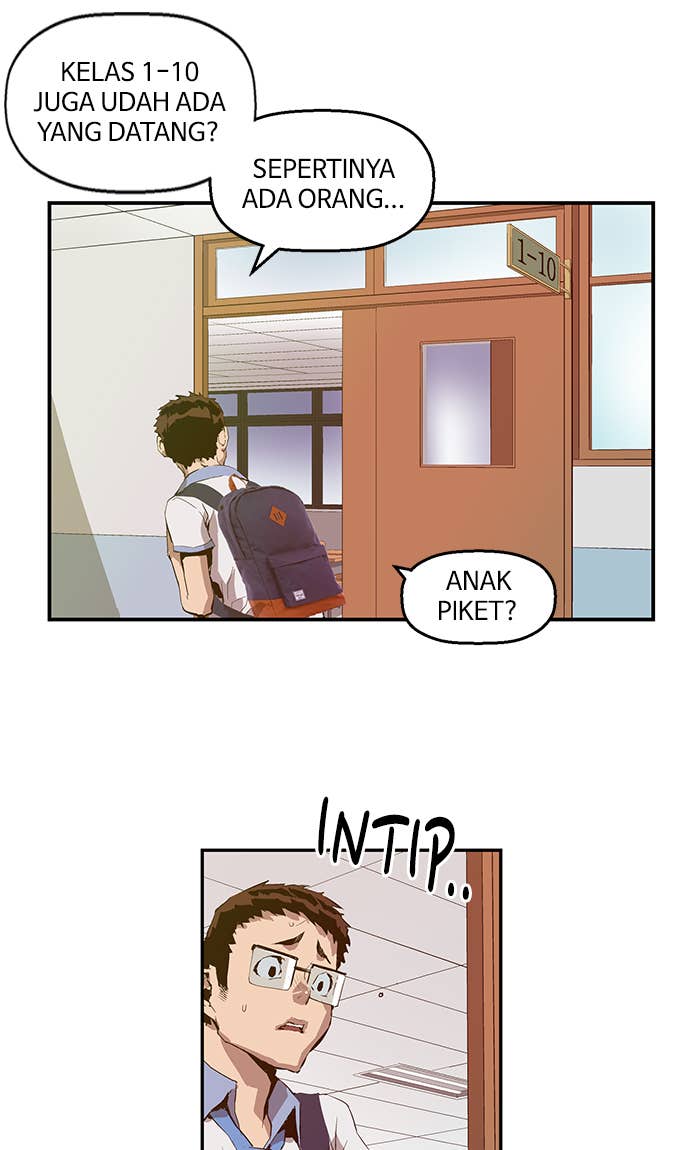 KELAS 1-10
JUGA UDAH ADA
YANG DATANG?
SEPERTINYA
ADA ORANG...
1-10
ANAK
PIKET?
INTIP..